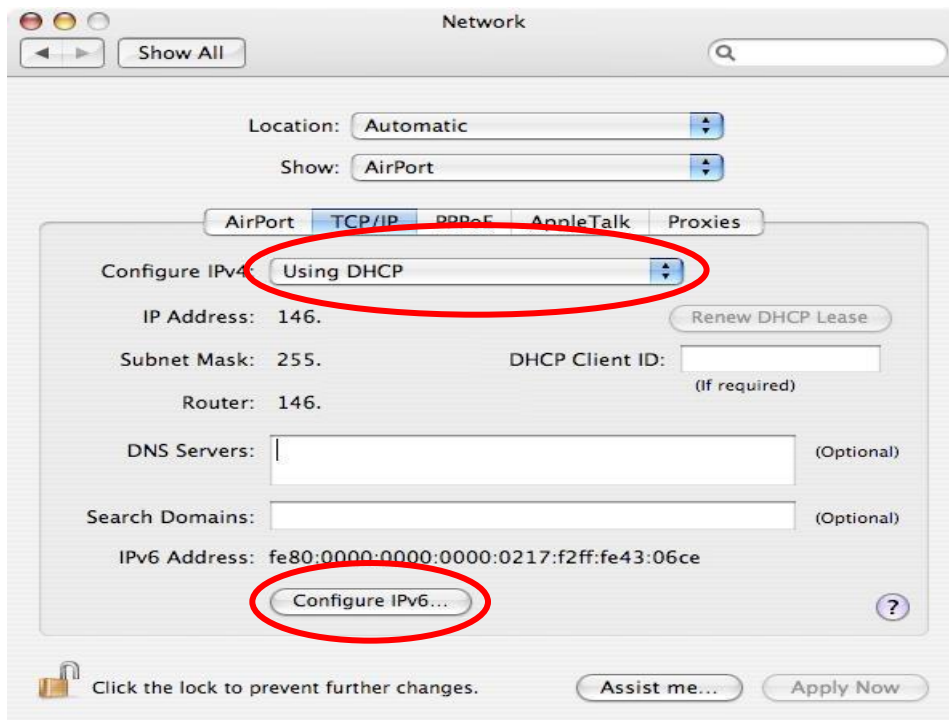 Network
Show All
Location: Automatic
Show: AirPort
AirPort TCP/IP PPPoE AppleTalk Proxies
Configure IPv4: Using DHCP
IP Address: 146. Renew DHCP Lease
Subnet Mask: 255. DHCP Client ID:
(If required)
Router: 146.
DNS Servers: (Optional)
Search Domains: (Optional)
IPv6 Address: fe80:0000:0000:0000:0217:f2ff:fe43:06ce
Configure IPv6... ?
Click the lock to prevent further changes. Assist me... Apply Now